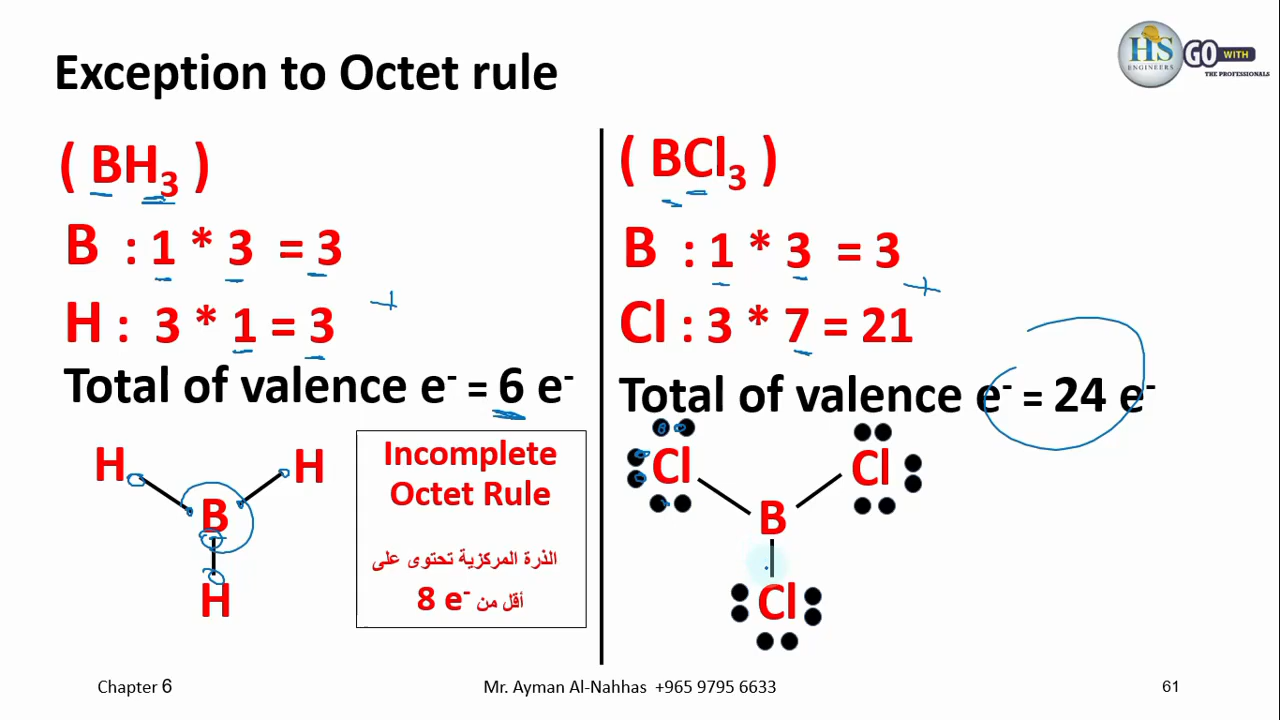 Exception to Octet rule
HS
ENGINEERS
GO WITH
THE PROFESSIONALS
( BH₃ )
B : 1 * 3 = 3
H : 3 * 1 = 3
+
Total of valence e⁻ = 6 e⁻
H H
B
H
Incomplete
Octet Rule
الذرة المركزية تحتوى على
أقل من 8 e⁻
( BCl₃ )
B : 1 * 3 = 3
+
Cl : 3 * 7 = 21
Total of valence e⁻ = 24 e⁻
Cl Cl
B
Cl
Chapter 6 Mr. Ayman Al-Nahhas +965 9795 6633 61